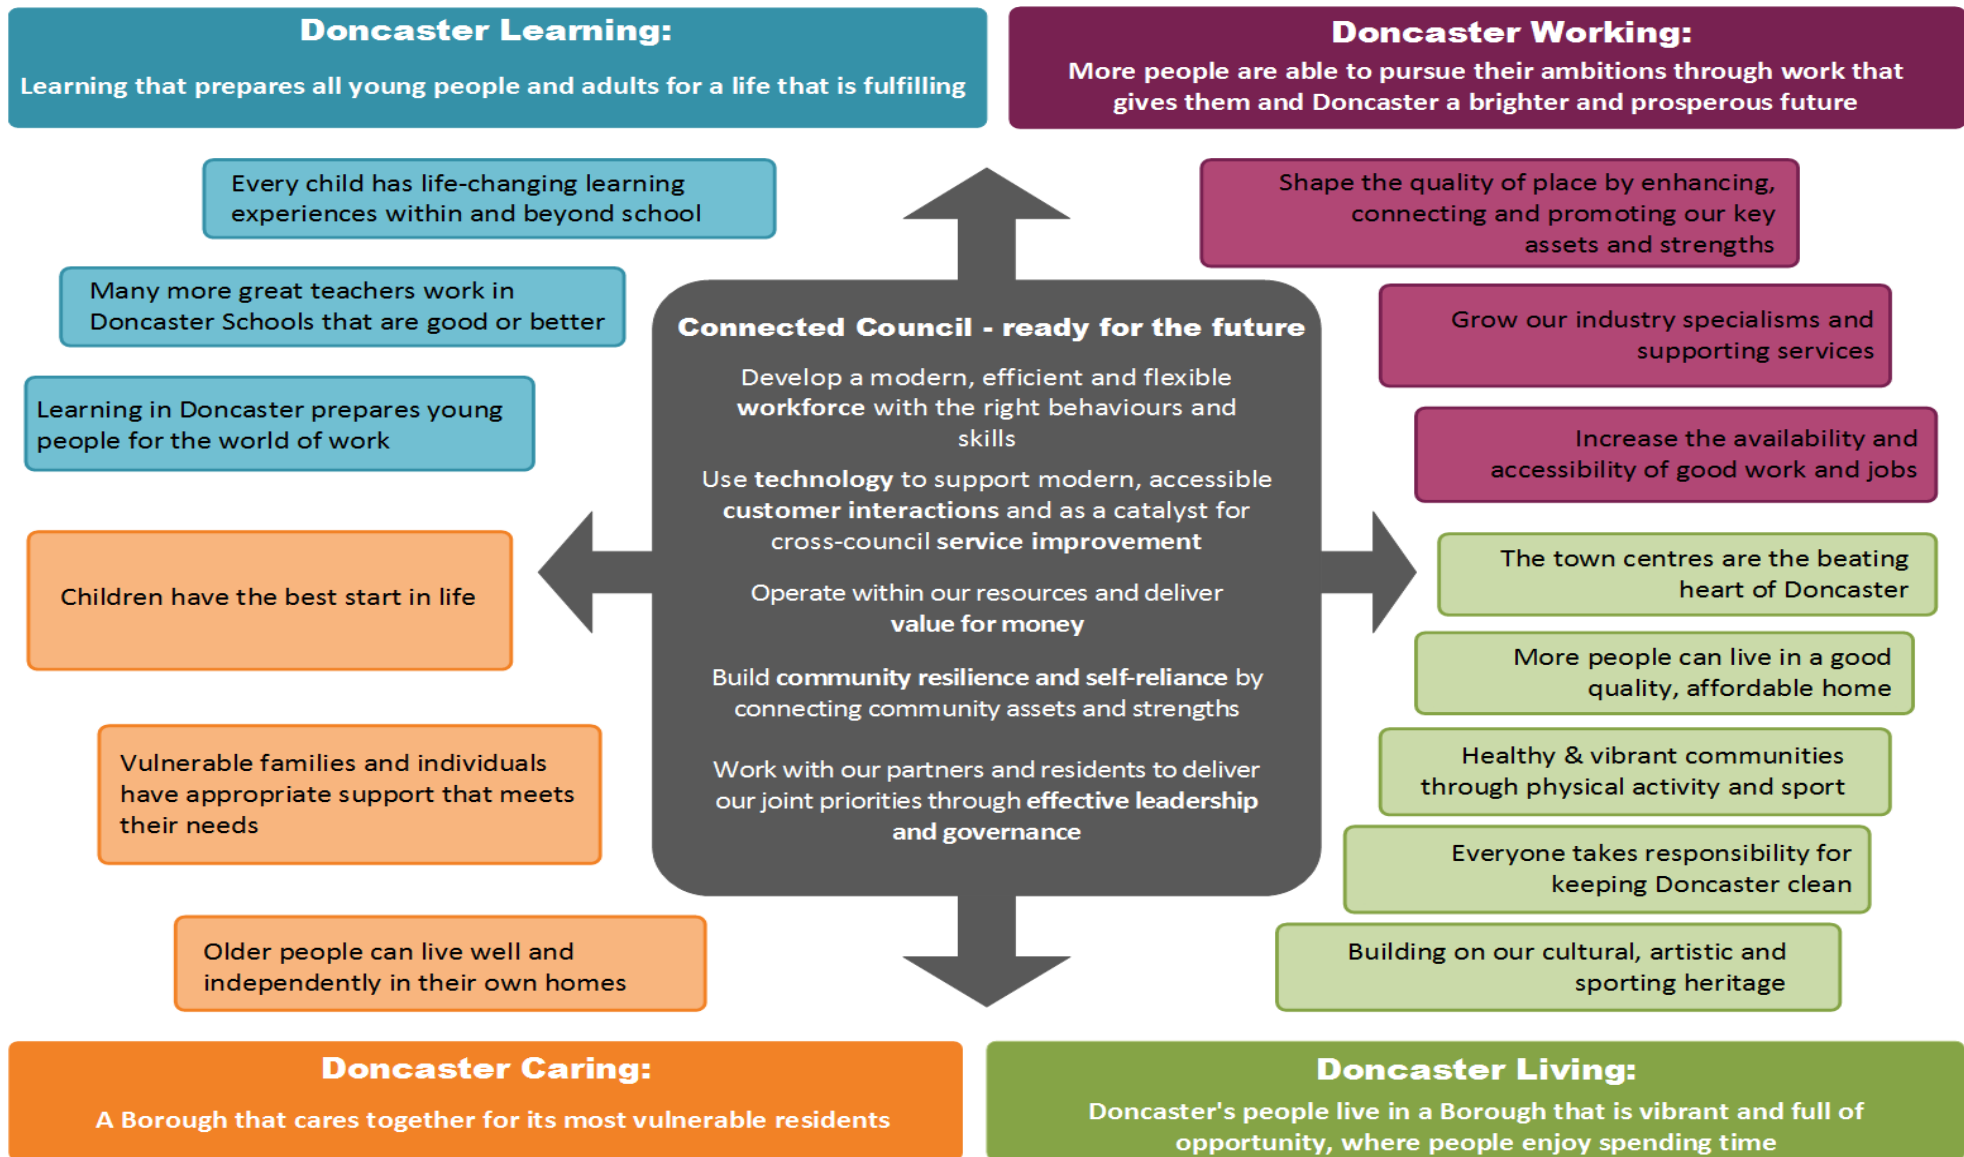 Doncaster Learning:
Learning that prepares all young people and adults for a life that is fulfilling
Doncaster Working:
More people are able to pursue their ambitions through work that
gives them and Doncaster a brighter and prosperous future
Every child has life-changing learning
experiences within and beyond school
Many more great teachers work in
Doncaster Schools that are good or better
Learning in Doncaster prepares young
people for the world of work
Shape the quality of place by enhancing,
connecting and promoting our key
assets and strengths
Grow our industry specialisms and
supporting services
Increase the availability and
accessibility of good work and jobs
Connected Council - ready for the future
Develop a modern, efficient and flexible
workforce with the right behaviours and
skills
Use technology to support modern, accessible
customer interactions and as a catalyst for
cross-council service improvement
Operate within our resources and deliver
value for money
Build community resilience and self-reliance by
connecting community assets and strengths
Work with our partners and residents to deliver
our joint priorities through effective leadership
and governance
Children have the best start in life
Vulnerable families and individuals
have appropriate support that meets
their needs
Older people can live well and
independently in their own homes
The town centres are the beating
heart of Doncaster
More people can live in a good
quality, affordable home
Healthy & vibrant communities
through physical activity and sport
Everyone takes responsibility for
keeping Doncaster clean
Building on our cultural, artistic and
sporting heritage
Doncaster Caring:
A Borough that cares together for its most vulnerable residents
Doncaster Living:
Doncaster's people live in a Borough that is vibrant and full of
opportunity, where people enjoy spending time